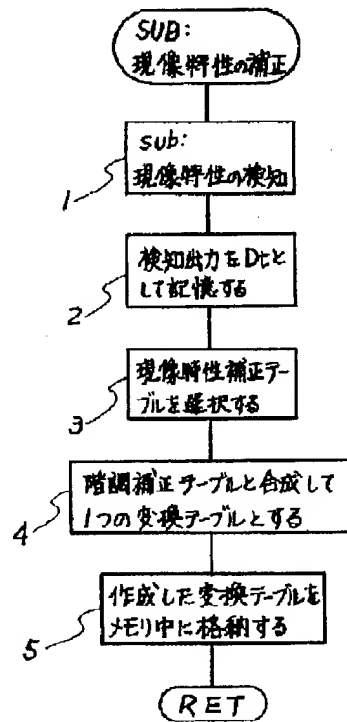 SUB:
現像特性の補正
sub:
現像特性の検知
1
検知出力をDtと
して記憶する
2
現像特性補正テー
ブルを選択する
3
階調補正テーブルと合成して
1つの変換テーブルとする
4
作成した変換テーブルを
メモリ中に格納する
5
RET